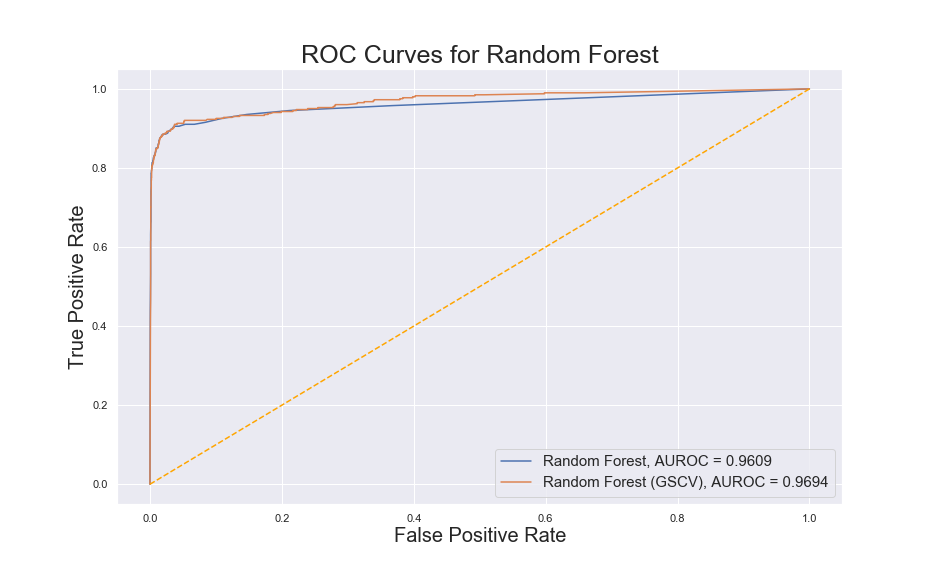 ROC Curves for Random Forest
True Positive Rate
1.0
0.8
0.6
0.4
0.2
0.0
Random Forest, AUROC = 0.9609
Random Forest (GSCV), AUROC = 0.9694
0.0 0.2 0.4 0.6 0.8 1.0
False Positive Rate